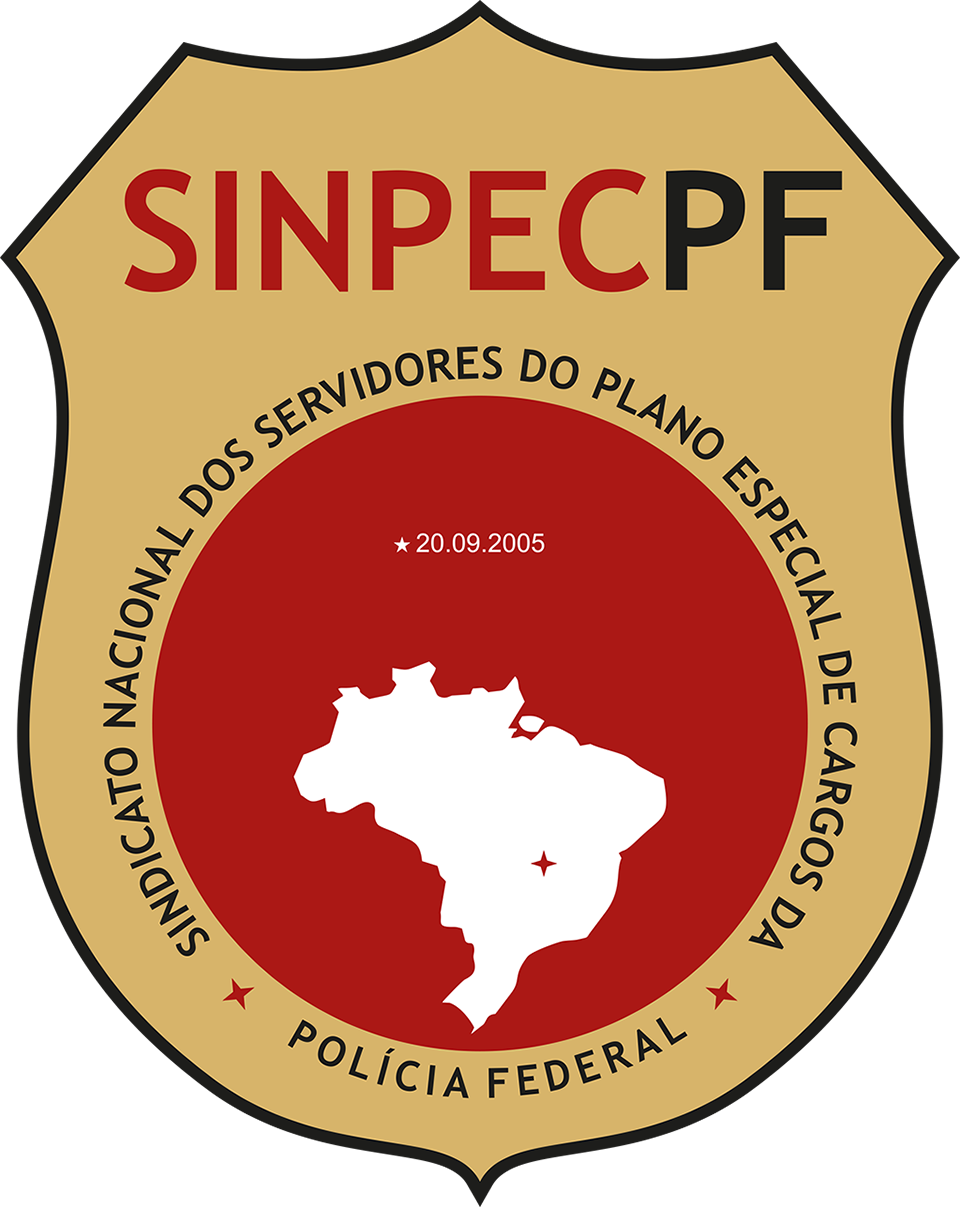 SINPECPF
SINDICATO NACIONAL DOS SERVIDORES DO PLANO ESPECIAL DE CARGOS DA
POLÍCIA FEDERAL
★ 20.09.2005